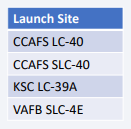 Launch Site
CCAFS LC-40
CCAFS SLC-40
KSC LC-39A
VAFB SLC-4E